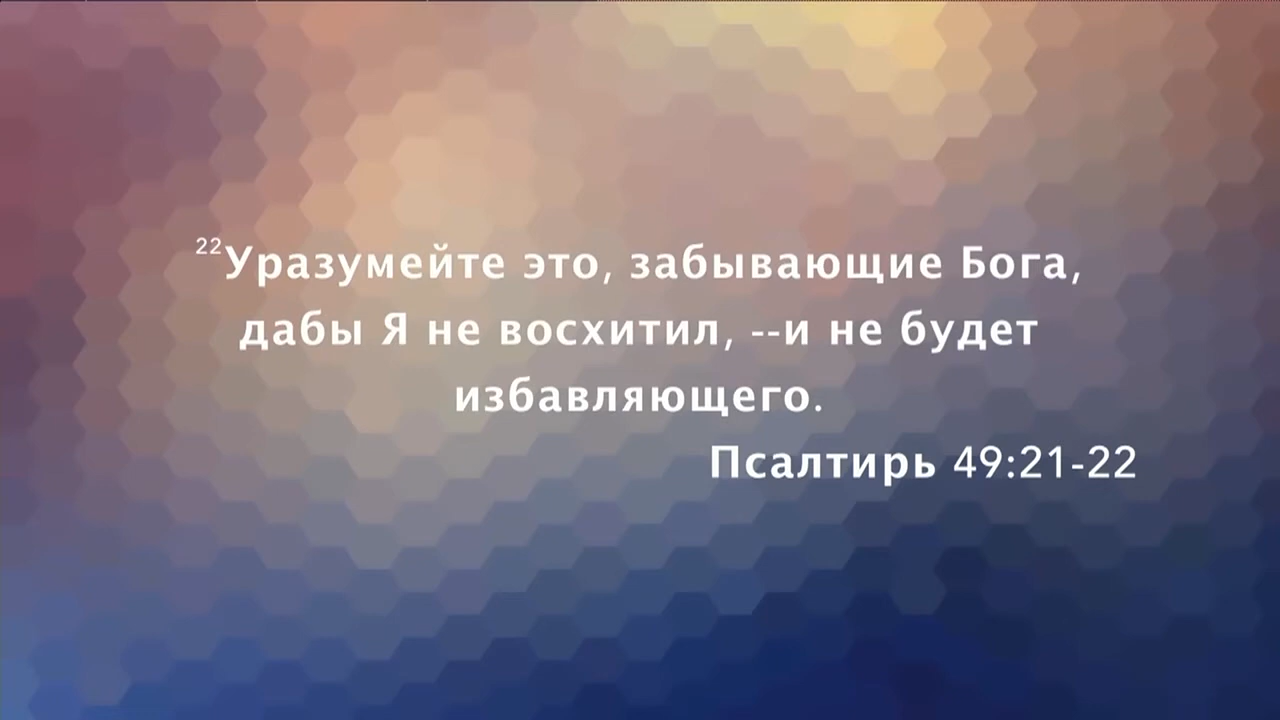 22Уразумейте это, забывающие Бога,
дабы Я не восхитил, --и не будет
избавляющего.
Псалтирь 49:21-22